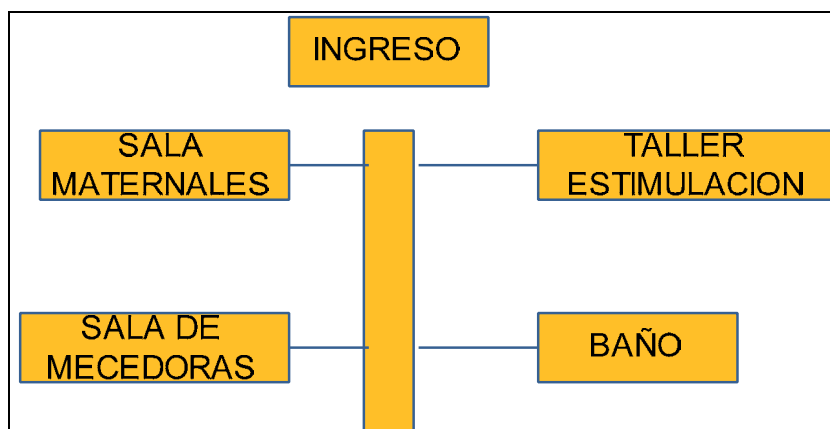 INGRESO
SALA
MATERNALES
TALLER
ESTIMULACION
SALA DE
MECEDORAS
BAÑO